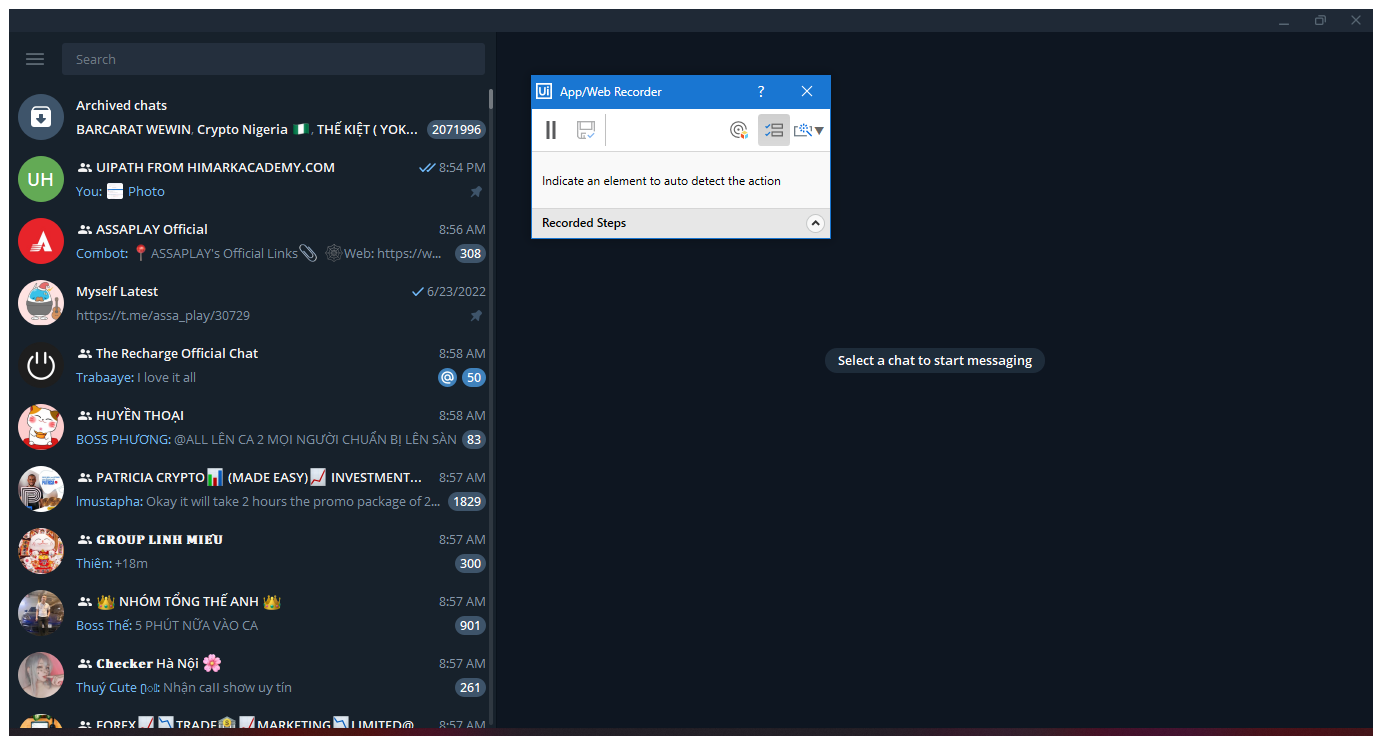 Search
Archived chats
BARCARAT WEWIN, Crypto Nigeria 🇳🇬, THẾ KIỆT ( YOK...
2071996
UH
UIPATH FROM HIMARKACADEMY.COM
8:54 PM
You: Photo
ASSAPLAY Official
8:56 AM
Combot: 📍 ASSAPLAY's Official Links📎 🕸Web: https://w...
308
Myself Latest
6/23/2022
https://t.me/assa_play/30729
The Recharge Official Chat
8:58 AM
Trabaaye: I love it all
@ 50
HUYỀN THOẠI
8:58 AM
BOSS PHƯƠNG: @ALL LÊN CA 2 MỌI NGƯỜI CHUẨN BỊ LÊN SÀN
83
PATRICIA CRYPTO📊 (MADE EASY)📈 INVESTMENT...
8:57 AM
lmustapha: Okay it will take 2 hours the promo package of 2...
1829
GROUP LINH MIEU
8:57 AM
Thiên: +18m
300
👑 NHÓM TỔNG THẾ ANH 👑
8:57 AM
Boss Thế: 5 PHÚT NỮA VÀO CA
901
Checker Hà Nội 🌸
8:57 AM
Thuý Cute : Nhận call show uy tín
261
FOREX📈📉TRADE🏦📈MARKETING📉LIMITED@
8:57 AM
Ui App/Web Recorder ?
Indicate an element to auto detect the action
Recorded Steps
Select a chat to start messaging